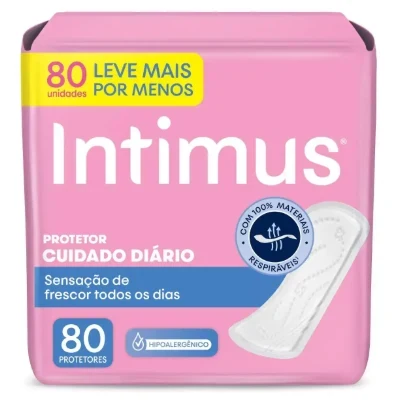 80 unidades
LEVE MAIS
POR MENOS
Intimus®
PROTETOR
CUIDADO DIÁRIO
Sensação de
frescor todos os dias
COM 100% MATERIAIS
RESPIRÁVEIS¹
80
PROTETORES
HIPOALERGÊNICO